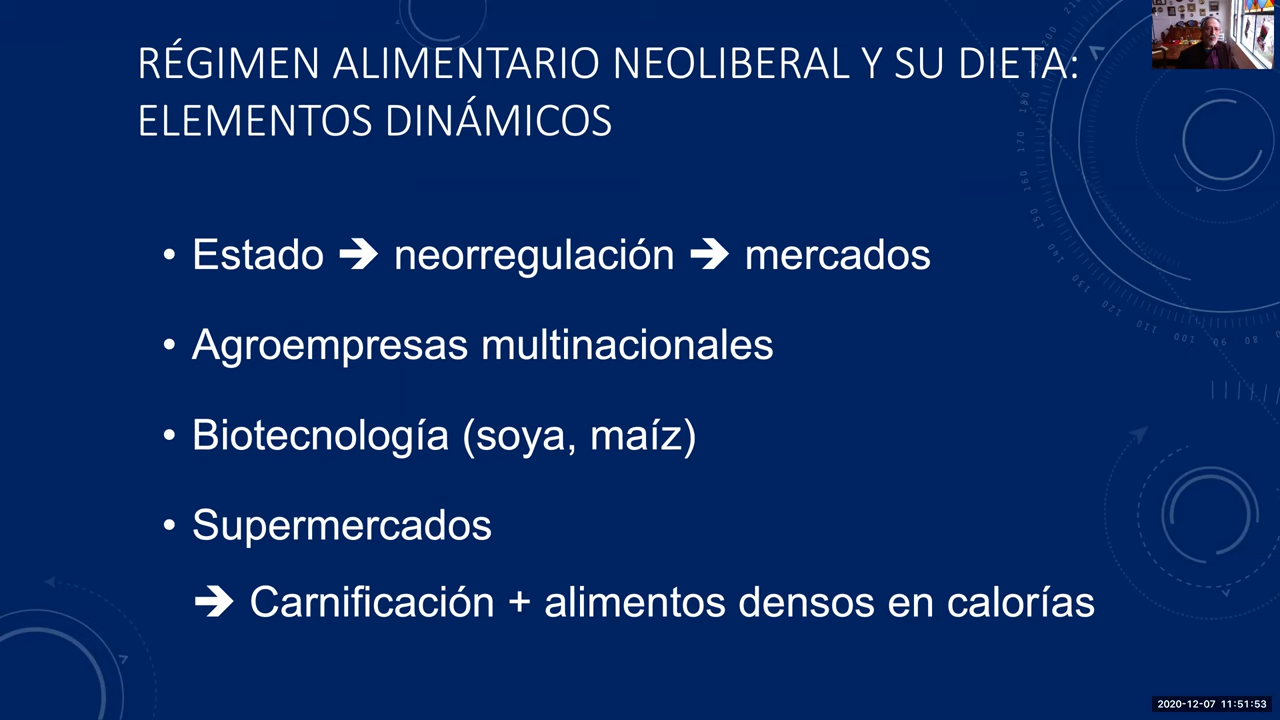 RÉGIMEN ALIMENTARIO NEOLIBERAL Y SU DIETA:
ELEMENTOS DINÁMICOS
• Estado ➔ neorregulación ➔ mercados
• Agroempresas multinacionales
• Biotecnología (soya, maíz)
• Supermercados
➔ Carnificación + alimentos densos en calorías
2020-12-07 11:51:53